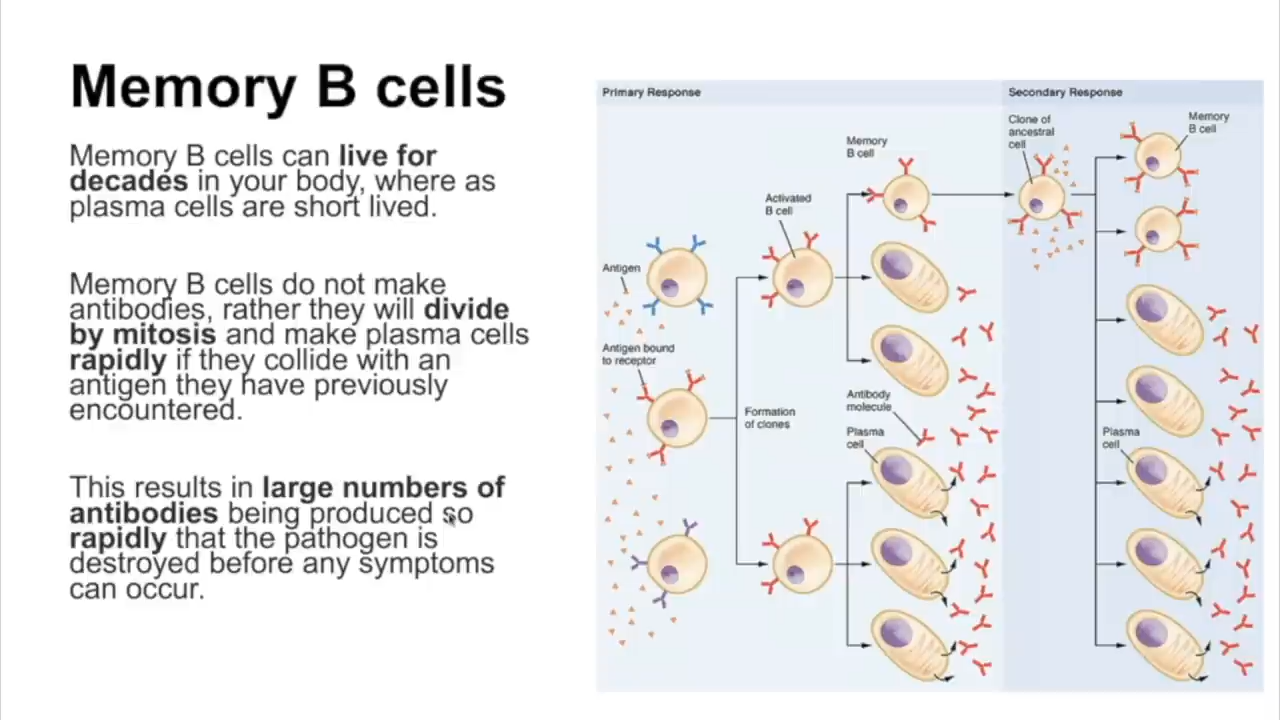 Memory B cells
Memory B cells can live for
decades in your body, where as
plasma cells are short lived.
Memory B cells do not make
antibodies, rather they will divide
by mitosis and make plasma cells
rapidly if they collide with an
antigen they have previously
encountered.
This results in large numbers of
antibodies being produced so
rapidly that the pathogen is
destroyed before any symptoms
can occur.
Primary Response
Antigen
Antigen bound
to receptor
Activated
B cell
Formation
of clones
Memory
B cell
Antibody
molecule
Plasma
cell
Secondary Response
Clone of
ancestral
cell
Memory
B cell
Plasma
cell